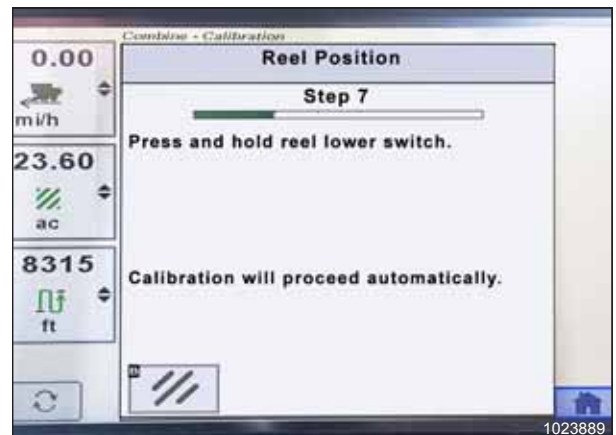 Combine - Calibration
Reel Position
Step 7
Press and hold reel lower switch.
Calibration will proceed automatically.
0.00
mi/h
23.60
ac
8315
ft
1023889